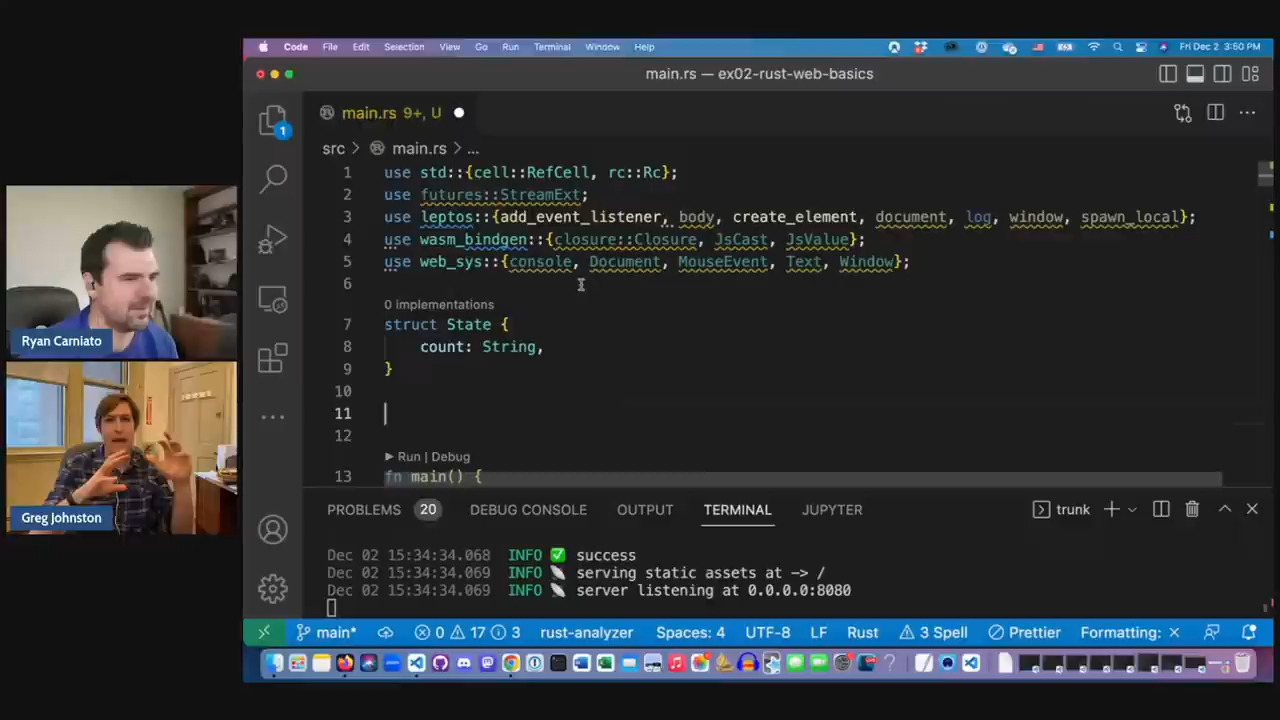 Code File Edit Selection View Go Run Terminal Window Help Fri Dec 2 3:50 PM
main.rs — ex02-rust-web-basics
main.rs 9+, U
1
src > main.rs > ...
1 use std::{cell::RefCell, rc::Rc};
2 use futures::StreamExt;
3 use leptos::{add_event_listener, body, create_element, document, log, window, spawn_local};
4 use wasm_bindgen::{closure::Closure, JsCast, JsValue};
5 use web_sys::{console, Document, MouseEvent, Text, Window};
6
0 implementations
7 struct State {
8 count: String,
9 }
10
11
12
Run | Debug
13 fn main() {
Ryan Carniato
Greg Johnston
PROBLEMS 20 DEBUG CONSOLE OUTPUT TERMINAL JUPYTER trunk
Dec 02 15:34:34.068 INFO success
Dec 02 15:34:34.069 INFO serving static assets at -> /
Dec 02 15:34:34.069 INFO server listening at 0.0.0.0:8080
main* 0 17 3 rust-analyzer Spaces: 4 UTF-8 LF Rust 3 Spell Prettier Formatting: ×